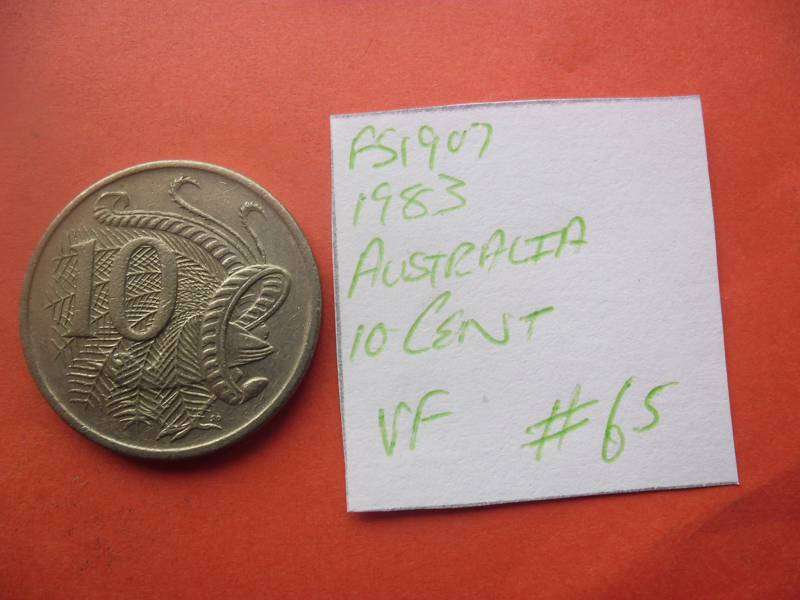 10
FS1907
1983
AUSTRALIA
10 CENT
VF #65